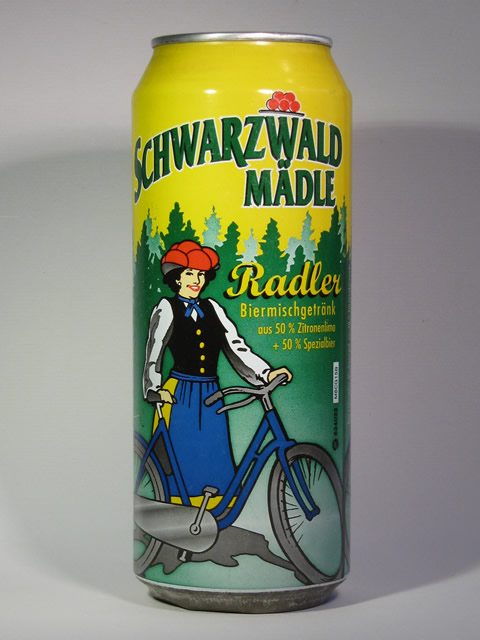 SCHWARZWALD
MÄDLE
Radler
Biermischgetränk
aus 50 % Zitronenlimo
+ 50 % Spezialbier